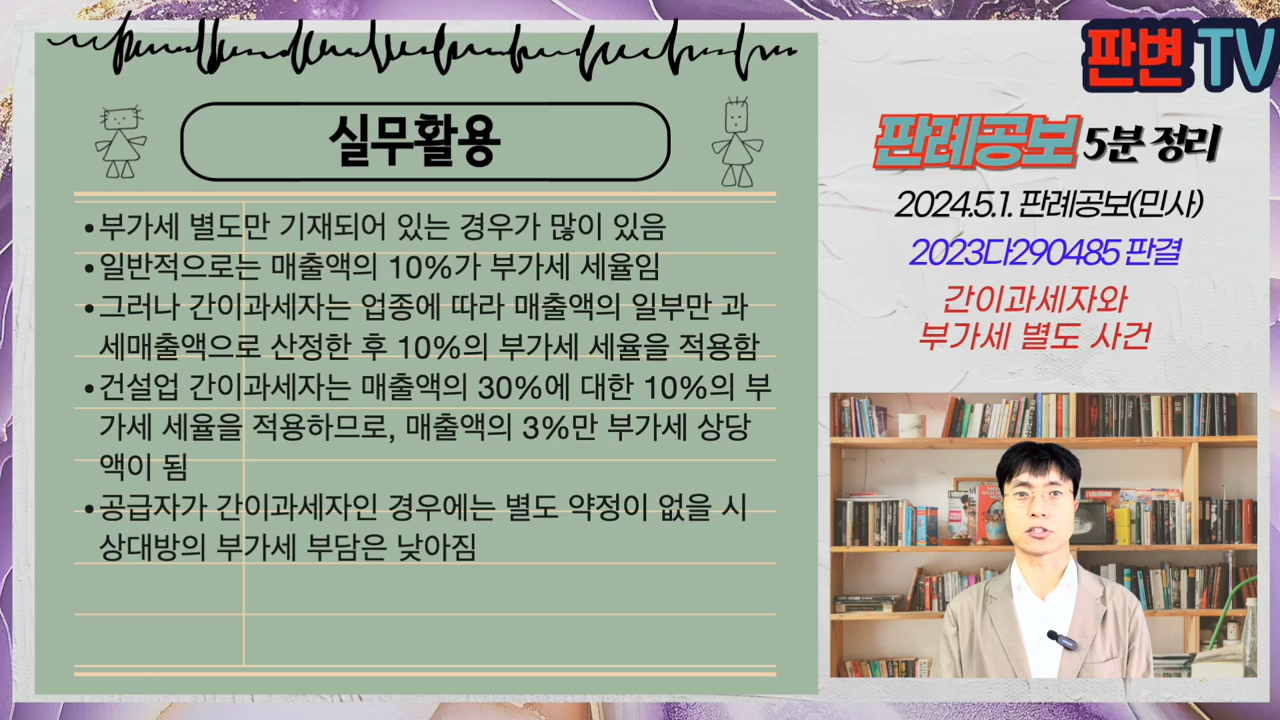 실무활용
•부가세 별도만 기재되어 있는 경우가 많이 있음
•일반적으로는 매출액의 10%가 부가세 세율임
•그러나 간이과세자는 업종에 따라 매출액의 일부만 과
세매출액으로 산정한 후 10%의 부가세 세율을 적용함
•건설업 간이과세자는 매출액의 30%에 대한 10%의 부
가세 세율을 적용하므로, 매출액의 3%만 부가세 상당
액이 됨
•공급자가 간이과세자인 경우에는 별도 약정이 없을 시
상대방의 부가세 부담은 낮아짐
판변TV
판례공보 5분 정리
2024.5.1. 판례공보(민사)
2023다290485 판결
간이과세자와
부가세 별도 사건